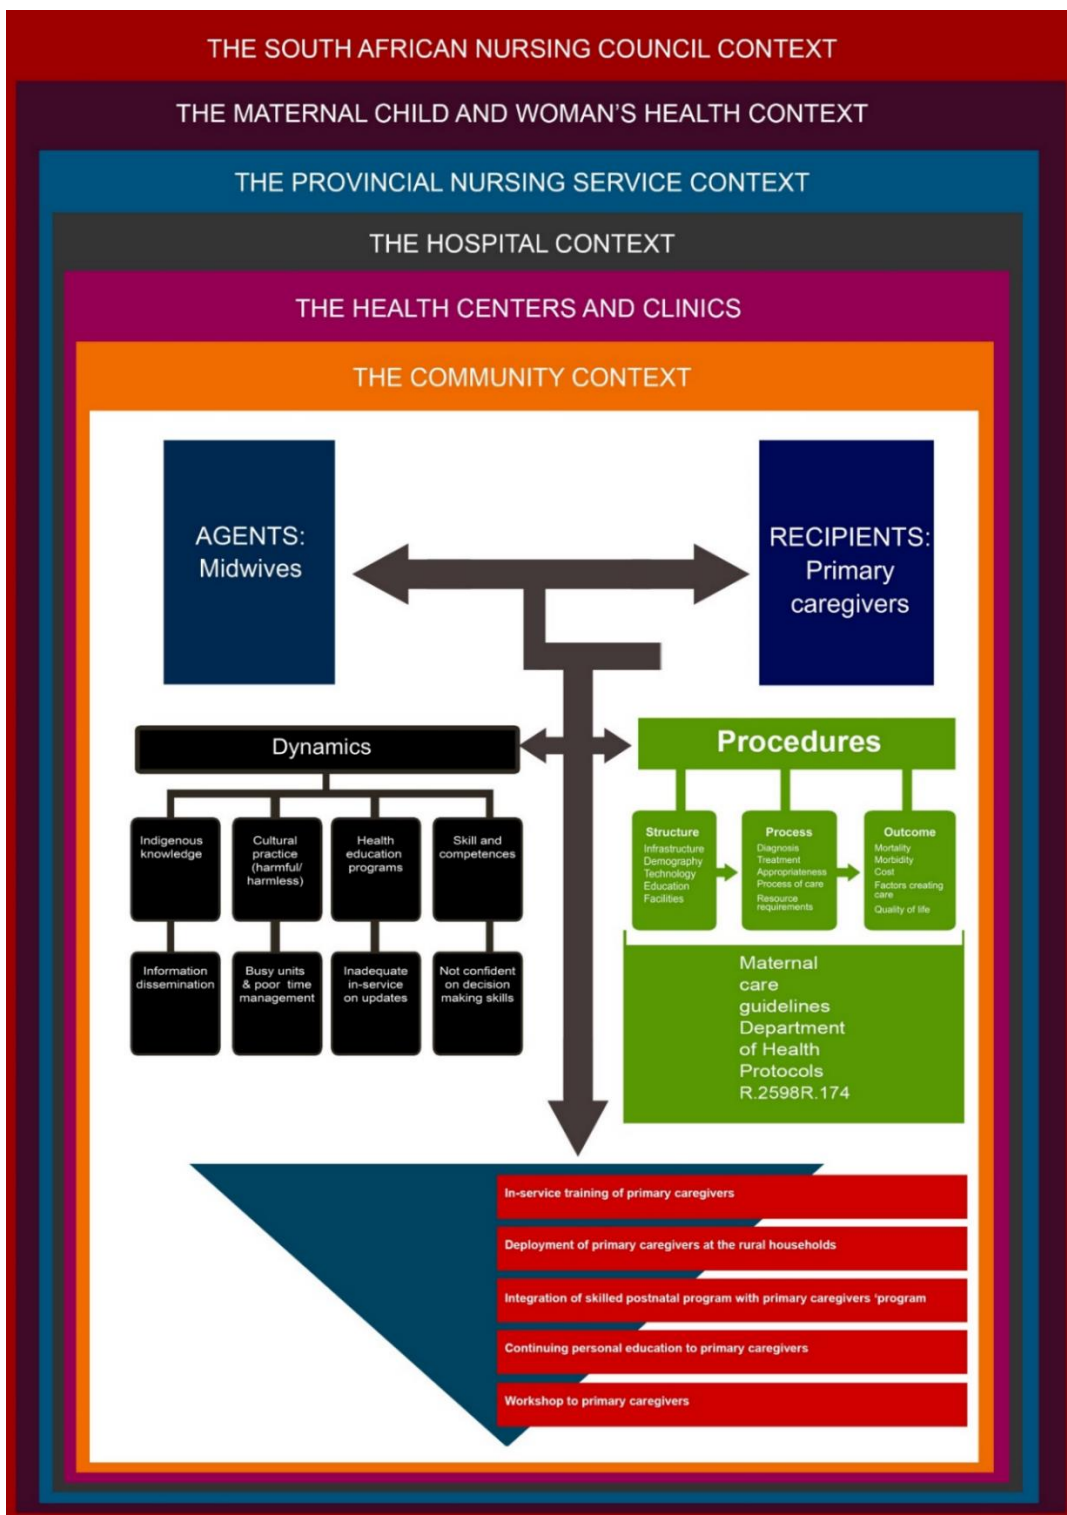 THE SOUTH AFRICAN NURSING COUNCIL CONTEXT
THE MATERNAL CHILD AND WOMAN'S HEALTH CONTEXT
THE PROVINCIAL NURSING SERVICE CONTEXT
THE HOSPITAL CONTEXT
THE HEALTH CENTERS AND CLINICS
THE COMMUNITY CONTEXT
AGENTS:
Midwives
RECIPIENTS:
Primary
caregivers
Dynamics
Indigenous
knowledge
Cultural
practice
(harmful/
harmless)
Health
education
programs
Skill and
competences
Information
dissemination
Busy units
& poor time
management
Inadequate
in-service
on updates
Not confident
on decision
making skills
Procedures
Structure
Infrastructure
Demography
Technology
Education
Facilities
Process
Diagnosis
Treatment
Appropriateness
Process of care
Resource
requirements
Outcome
Mortality
Morbidity
Cost
Factors creating
care
Quality of life
Maternal
care
guidelines
Department
of Health
Protocols
R.2598R.174
In-service training of primary caregivers
Deployment of primary caregivers at the rural households
Integration of skilled postnatal program with primary caregivers 'program
Continuing personal education to primary caregivers
Workshop to primary caregivers